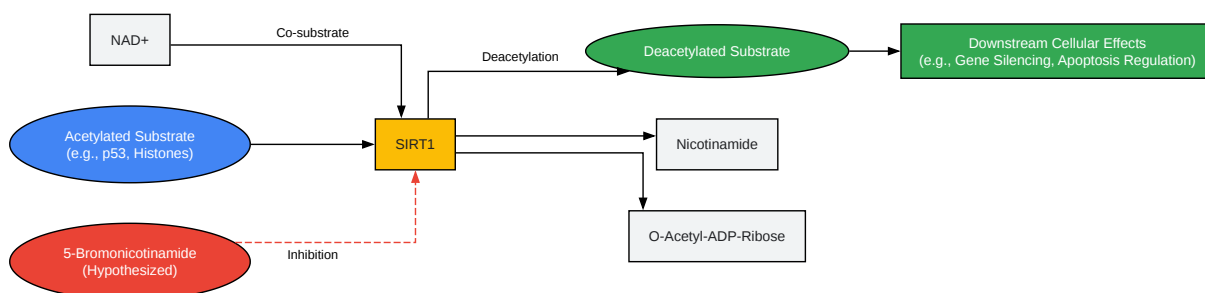 NAD+
Co-substrate
Deacetylation
Deacetylated Substrate
Downstream Cellular Effects
(e.g., Gene Silencing, Apoptosis Regulation)
Acetylated Substrate
(e.g., p53, Histones)
SIRT1
Nicotinamide
O-Acetyl-ADP-Ribose
5-Bromonicotinamide
(Hypothesized)
Inhibition